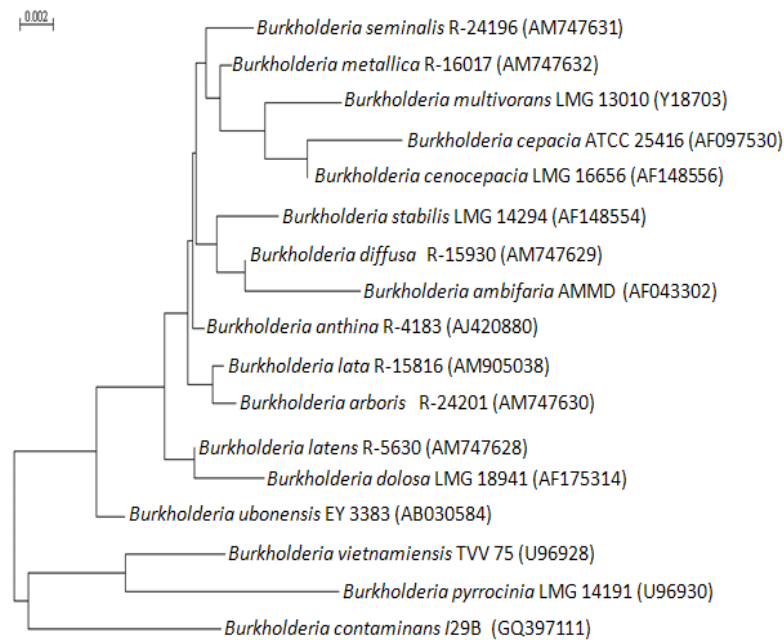 0.002
Burkholderia seminalis R-24196 (AM747631)
Burkholderia metallica R-16017 (AM747632)
Burkholderia multivorans LMG 13010 (Y18703)
Burkholderia cepacia ATCC 25416 (AF097530)
Burkholderia cenocepacia LMG 16656 (AF148556)
Burkholderia stabilis LMG 14294 (AF148554)
Burkholderia diffusa R-15930 (AM747629)
Burkholderia ambifaria AMMD (AF043302)
Burkholderia anthina R-4183 (AJ420880)
Burkholderia lata R-15816 (AM905038)
Burkholderia arboris R-24201 (AM747630)
Burkholderia latens R-5630 (AM747628)
Burkholderia dolosa LMG 18941 (AF175314)
Burkholderia ubonensis EY 3383 (AB030584)
Burkholderia vietnamiensis TVV 75 (U96928)
Burkholderia pyrrocinia LMG 14191 (U96930)
Burkholderia contaminans I29B (GQ397111)